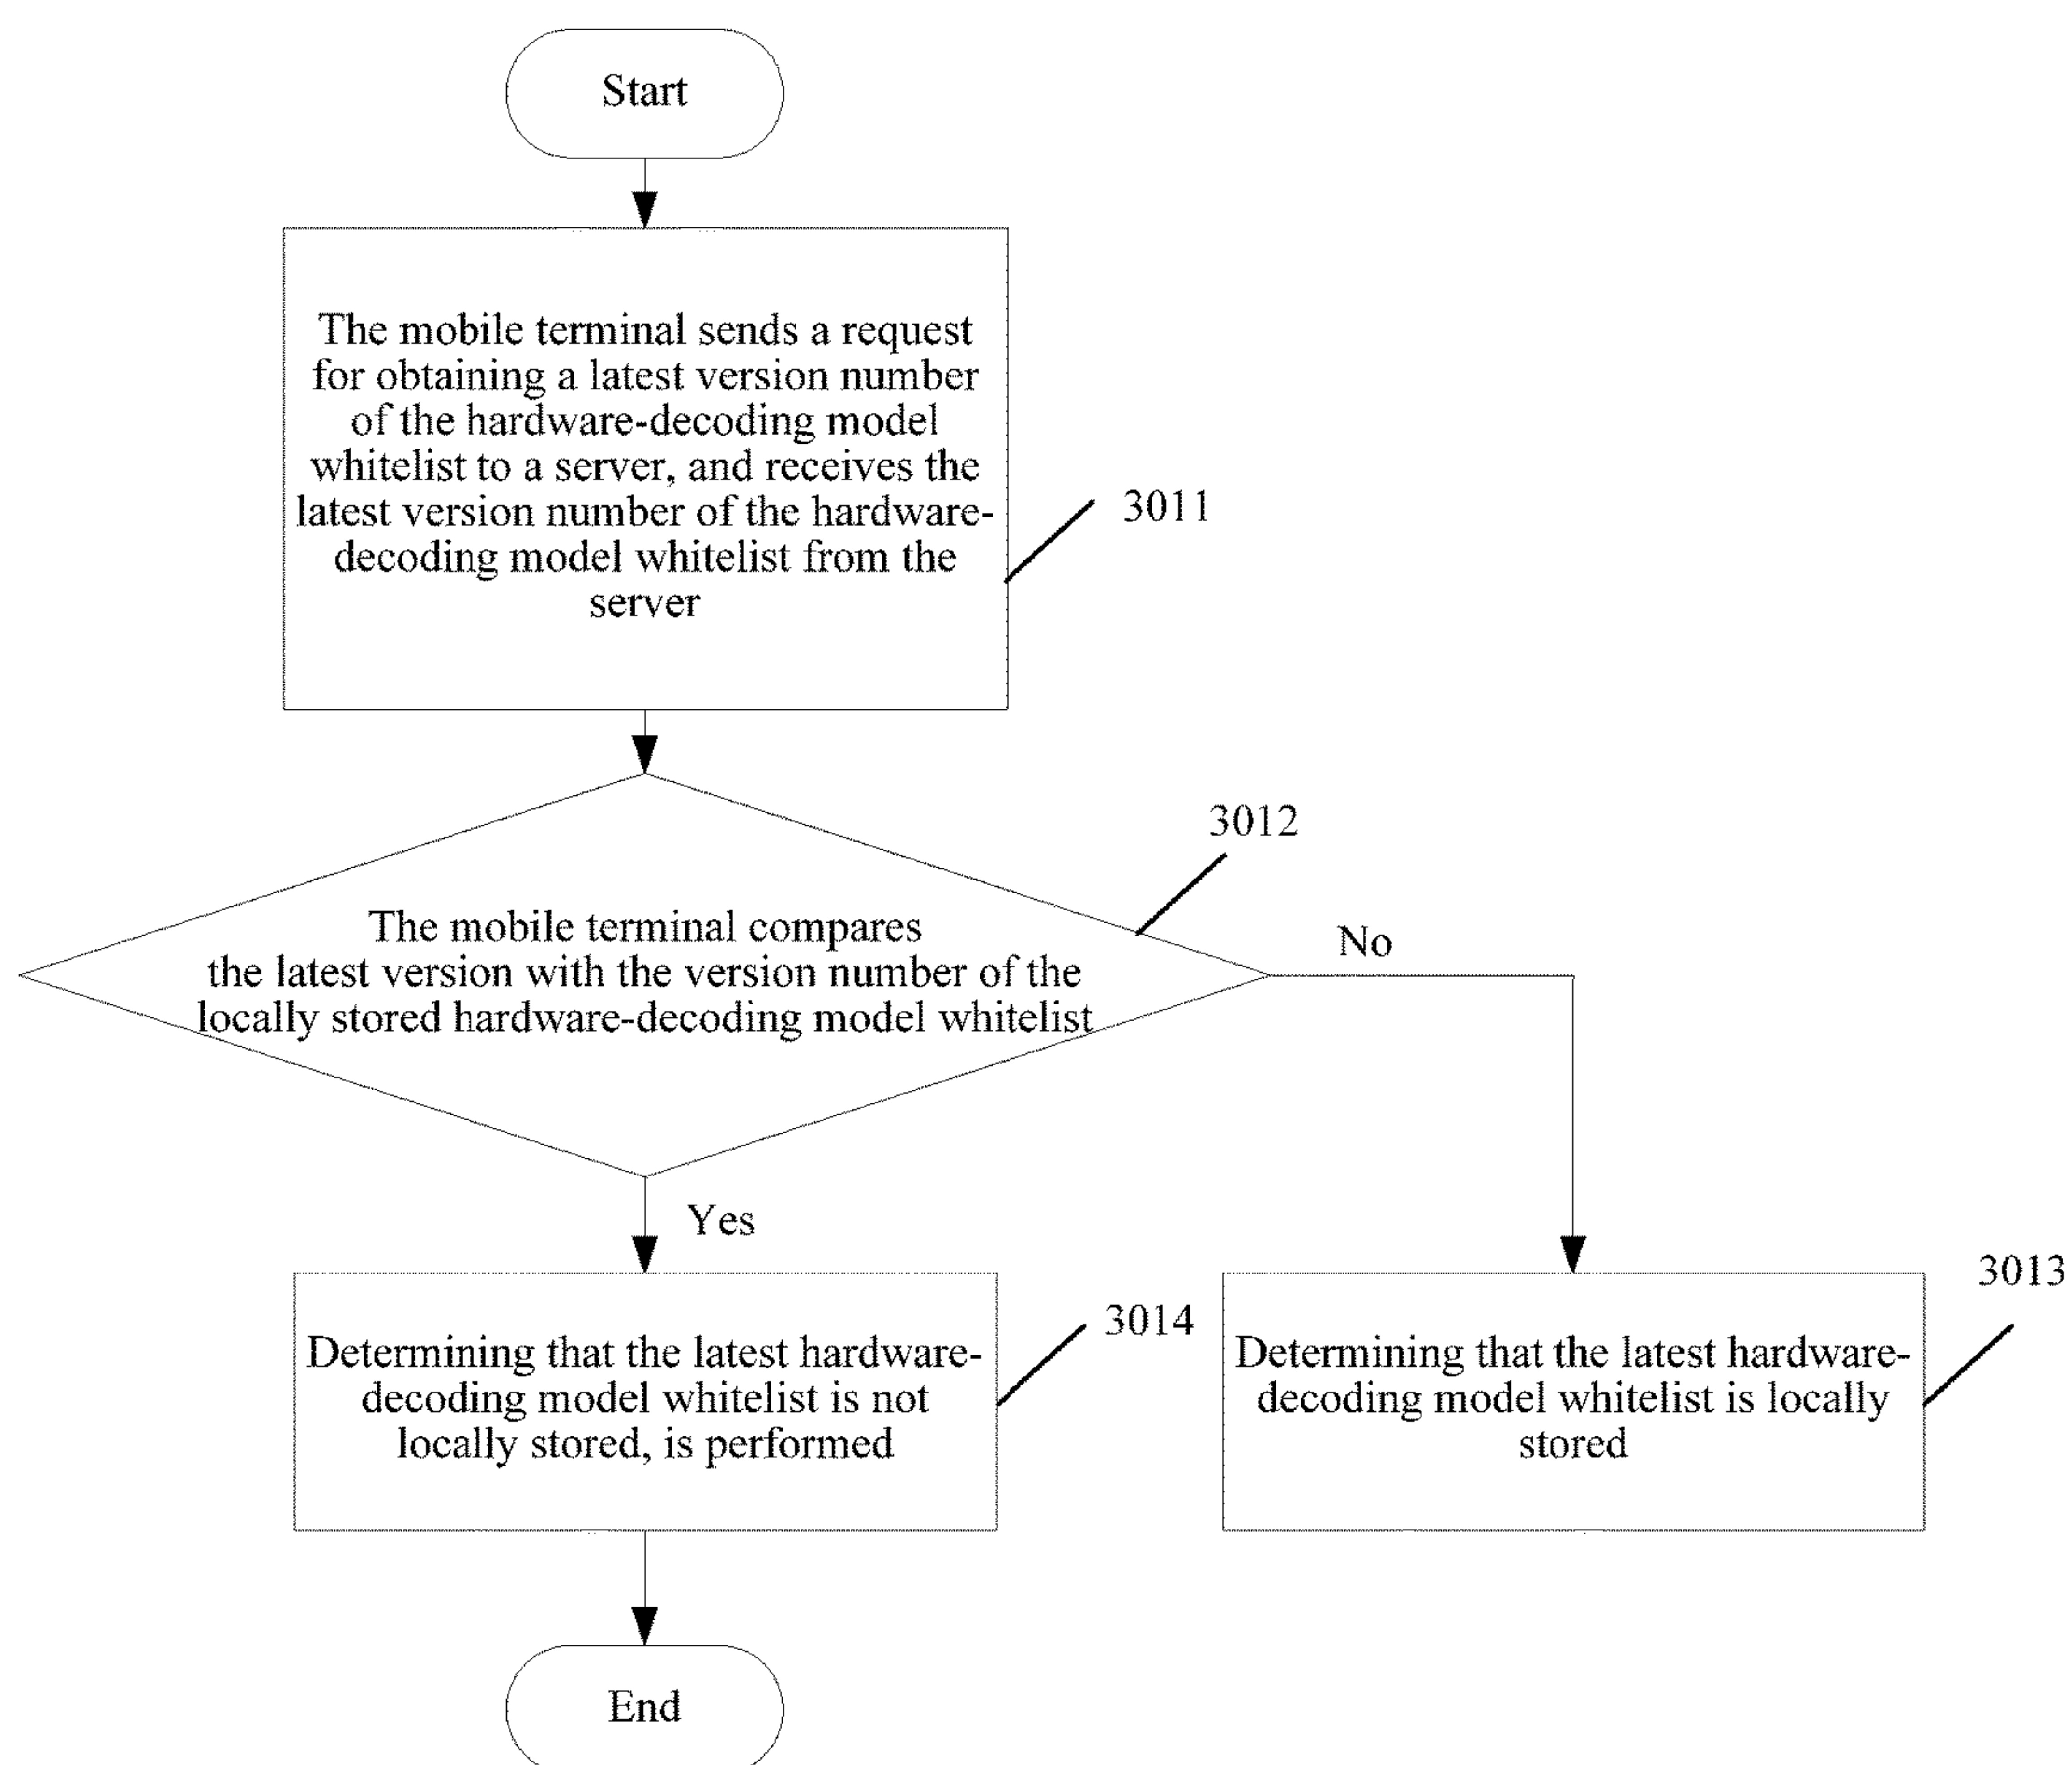 Start
The mobile terminal sends a request
for obtaining a latest version number
of the hardware-decoding model
whitelist to a server, and receives the
latest version number of the hardware-
decoding model whitelist from the
server
3011
3012
The mobile terminal compares
the latest version with the version number of the
locally stored hardware-decoding model whitelist
No
Yes
Determining that the latest hardware-
decoding model whitelist is not
locally stored, is performed
3014
Determining that the latest hardware-
decoding model whitelist is locally
stored
3013
End